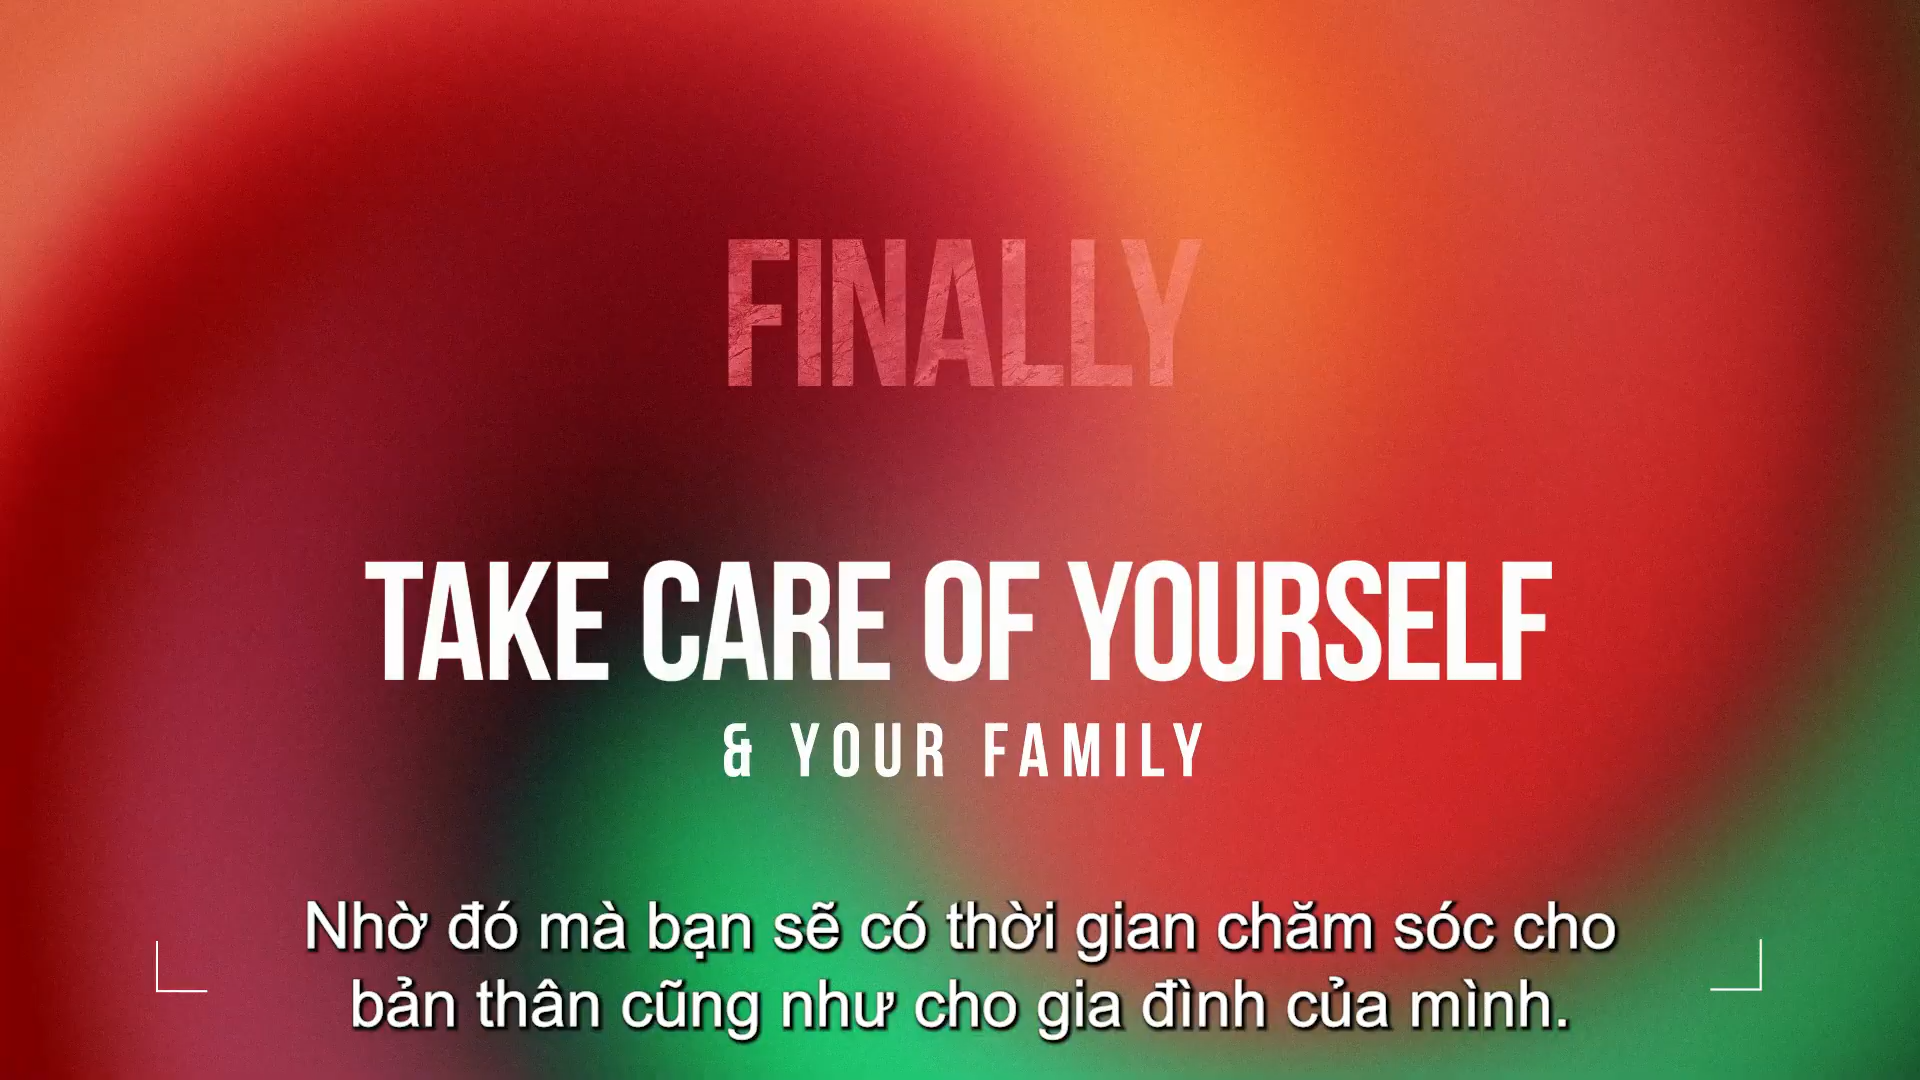 FINALLY
TAKE CARE OF YOURSELF
& YOUR FAMILY
Nhờ đó mà bạn sẽ có thời gian chăm sóc cho
bản thân cũng như cho gia đình của mình.